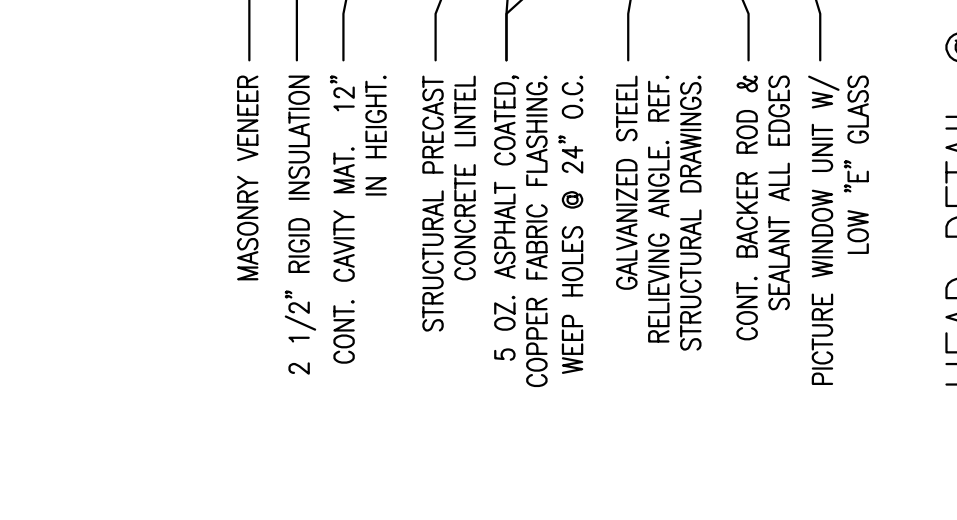 MASONRY VENEER
2 1/2" RIGID INSULATION
CONT. CAVITY MAT. 12"
IN HEIGHT.
STRUCTURAL PRECAST
CONCRETE LINTEL
5 OZ. ASPHALT COATED,
COPPER FABRIC FLASHING.
WEEP HOLES @ 24" O.C.
GALVANIZED STEEL
RELIEVING ANGLE. REF.
STRUCTURAL DRAWINGS.
CONT. BACKER ROD &
SEALANT ALL EDGES
PICTURE WINDOW UNIT W/
LOW "E" GLASS